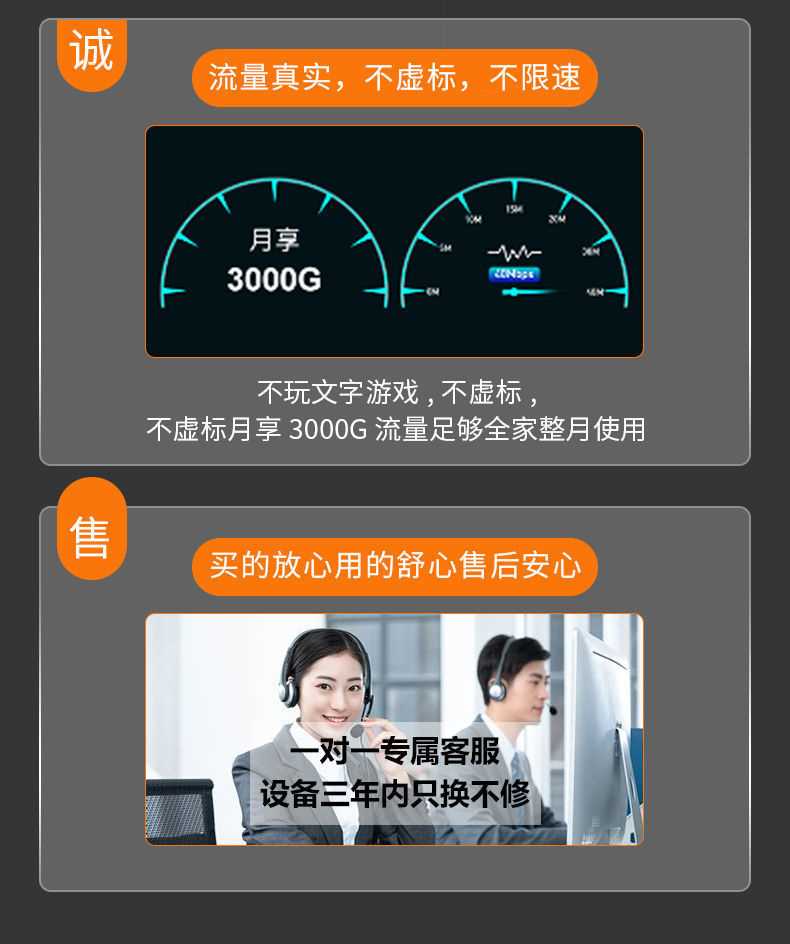 诚
流量真实，不虚标，不限速
月享
3000G
0M
5M
10M
15M
20M
30M
40M
40Mbps
不玩文字游戏 , 不虚标 ,
不虚标月享 3000G 流量足够全家整月使用
售
买的放心用的舒心售后安心
一对一专属客服
设备三年内只换不修